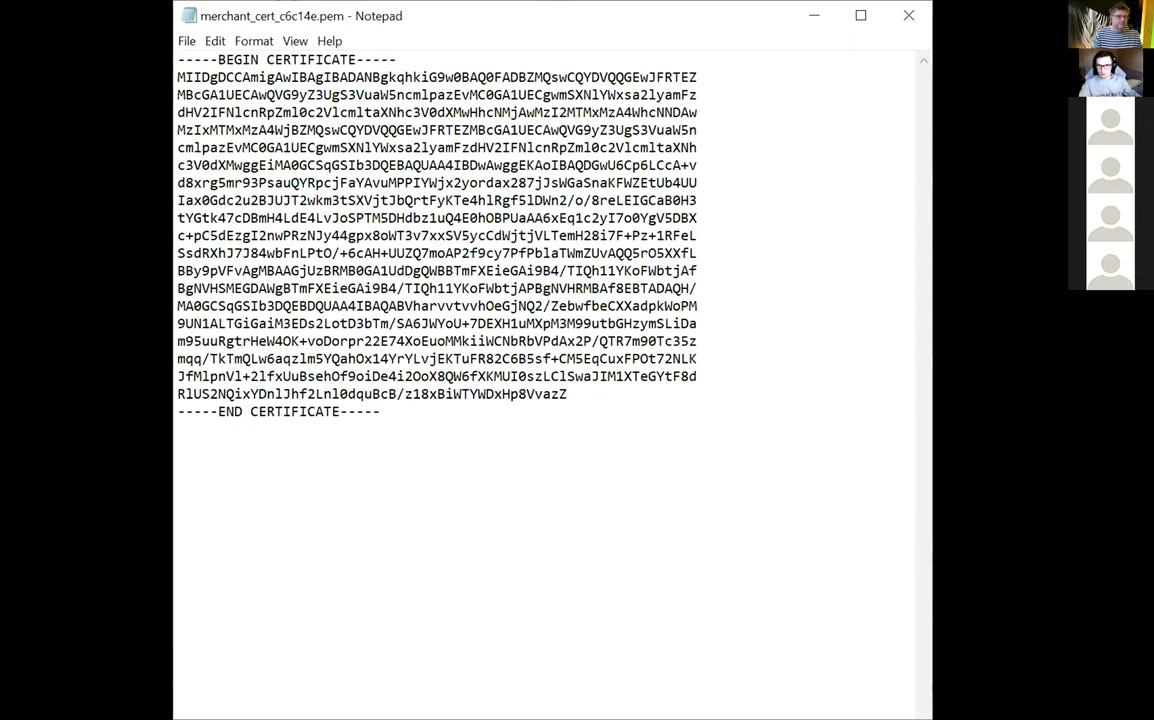 merchant_cert_c6c14e.pem - Notepad
File Edit Format View Help
-----BEGIN CERTIFICATE-----
MIIDgDCCAmigAwIBAgIBADANBgkqhkiG9w0BAQ0FADBZMQswCQYDVQQGEwJFRTEZ
MBcGA1UECAwQVG9yZ3UgS3VuaW5ncmlpazEvMC0GA1UECgwmSXNlYWxsa2lyamFz
dHV2IFNlcnRpZml0c2VlcmltaXNhc3V0dXMwHhcNMjAwMzI2MTMxMzA4WhcNNDAw
MzIxMTMxMzA4WjBZMQswCQYDVQQGEwJFRTEZMBcGA1UECAwQVG9yZ3UgS3VuaW5n
cmlpazEvMC0GA1UECgwmSXNlYWxsa2lyamFzdHV2IFNlcnRpZml0c2VlcmltaXNh
c3V0dXMwggEiMA0GCSqGSIb3DQEBAQUAA4IBDwAwggEKAoIBAQDGwU6Cp6LCcA+v
d8xrg5mr93PsauQYRpcjFaYAvuMPPIYWjx2yordax287jJsWGaSnaKFWZEtUb4UU
Iax0Gdc2u2BJUJT2wkm3tSXVjtJbQrtFyKTe4hlRgf5lDWn2/o/8reLEIGCaB0H3
tYGtk47cDBmH4LdE4LvJoSPTM5DHdbz1uQ4E0hOBPUaAA6xEq1c2yI7o0YgV5DBX
c+pC5dEzgI2nwPRzNJy44gpx8oWT3v7xxSV5ycCdWjtjVLTemH28i7F+Pz+1RFeL
SsdRXhJ7J84wbFnLPtO/+6cAH+UUZQ7moAP2f9cy7PfPblaTWmZUvAQQ5rO5XXfL
BBy9pVFvAgMBAAGjUzBRMB0GA1UdDgQWBBTmFXEieGAi9B4/TIQh11YKoFWbtjAf
BgNVHSMEGDAWgBTmFXEieGAi9B4/TIQh11YKoFWbtjAPBgNVHRMBAf8EBTADAQH/
MA0GCSqGSIb3DQEBDQUAA4IBAQABVharvvtvvhOeGjNQ2/ZebwfbeCXXadpkWoPM
9UN1ALTGiGaiM3EDs2LotD3bTm/SA6JWYoU+7DEXH1uMXpM3M99utbGHzymSLiDa
m95uuRgtrHeW4OK+voDorpr22E74XoEuoMMkiiWCNbRbVPdAx2P/QTR7m90Tc35z
mqq/TkTmQLw6aqzlm5YQahOx14YrYLvjEKTuFR82C6B5sf+CM5EqCuxFPOt72NLK
JfMlpnVl+2lfxUuBsehOf9oiDe4i2OoX8QW6fXKMUI0szLClSwaJIM1XTeGYtF8d
RlUS2NQixYDnlJhf2Lnl0dquBcB/z18xBiWTYWDxHp8VvazZ
-----END CERTIFICATE-----